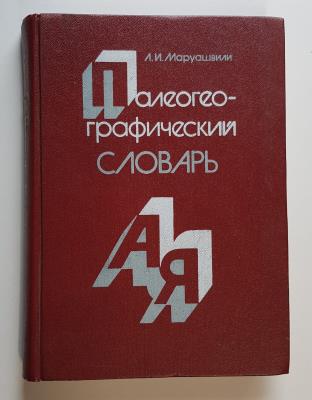 Л.И. Маруашвили
Палеогео-
графический
СЛОВАРЬ
А
Я